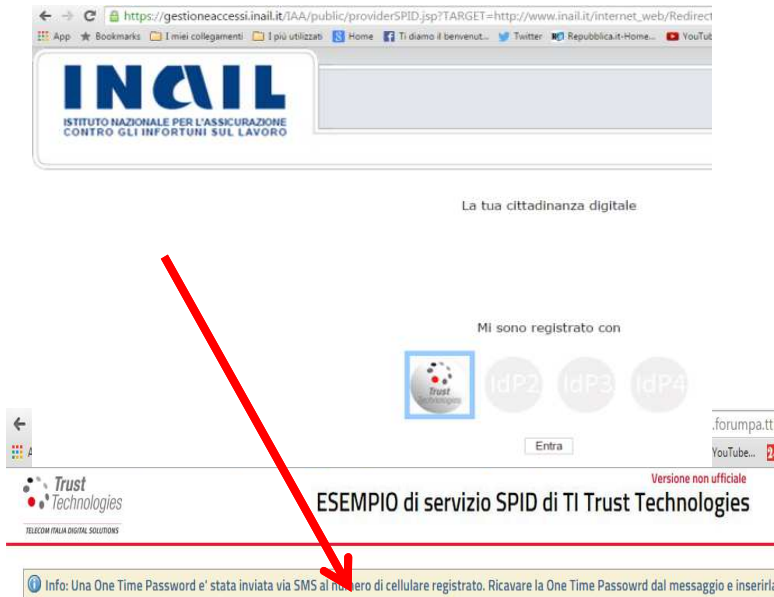 https://gestioneaccessi.inail.it/IAA/public/providerSPID.jsp?TARGET=http://www.inail.it/internet_web/Redirect
App Bookmarks I miei collegamenti I più utilizzati Home Ti diamo il benvenut... Twitter Repubblica.it-Home... YouTub
INAIL
ISTITUTO NAZIONALE PER L'ASSICURAZIONE
CONTRO GLI INFORTUNI SUL LAVORO
La tua cittadinanza digitale
Mi sono registrato con
Trust Technologies IdP2 IdP3 IdP4
.forumpa.tt
Entra
YouTube...
Trust
Technologies
TELECOM ITALIA DIGITAL SOLUTIONS
Versione non ufficiale
ESEMPIO di servizio SPID di TI Trust Technologies
Info: Una One Time Password e' stata inviata via SMS al numero di cellulare registrato. Ricavare la One Time Passowrd dal messaggio e inserirla